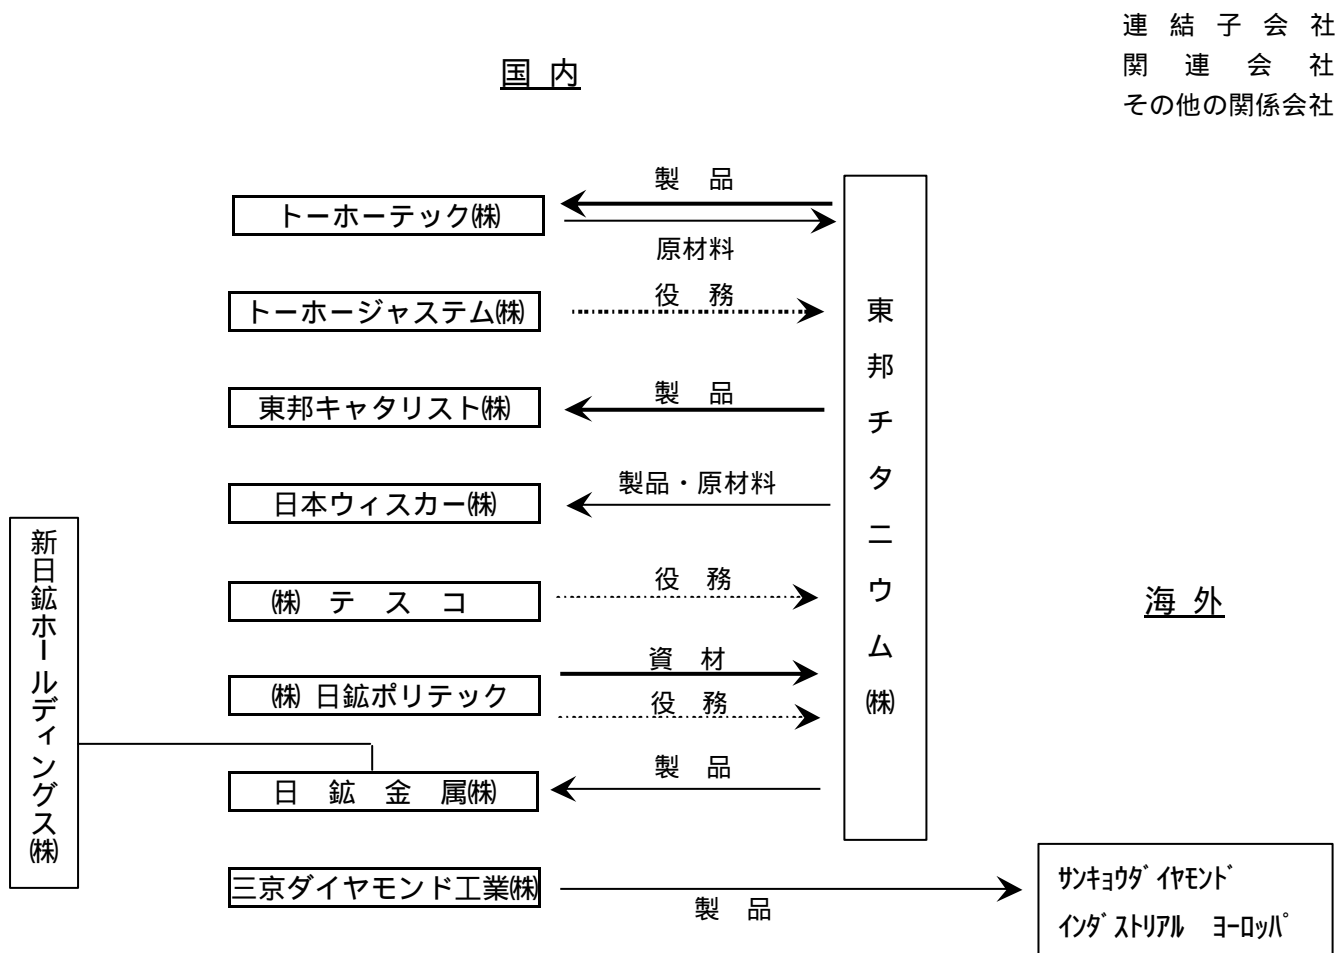 連結子会社
関連会社
その他の関係会社
国内
製品
トーホーテック㈱
原材料
役務
トーホージャステム㈱
製品
東邦キャタリスト㈱
製品・原材料
日本ウィスカー㈱
役務
㈱テスコ
資材
㈱日鉱ポリテック
役務
製品
日鉱金属㈱
三京ダイヤモンド工業㈱
製品
新日鉱ホールディングス㈱
東邦チタニウム㈱
海外
ｻﾝｷｮｳﾀﾞｲﾔﾓﾝﾄﾞ
ｲﾝﾀﾞｽﾄﾘｱﾙ ﾖｰﾛｯﾊﾟ